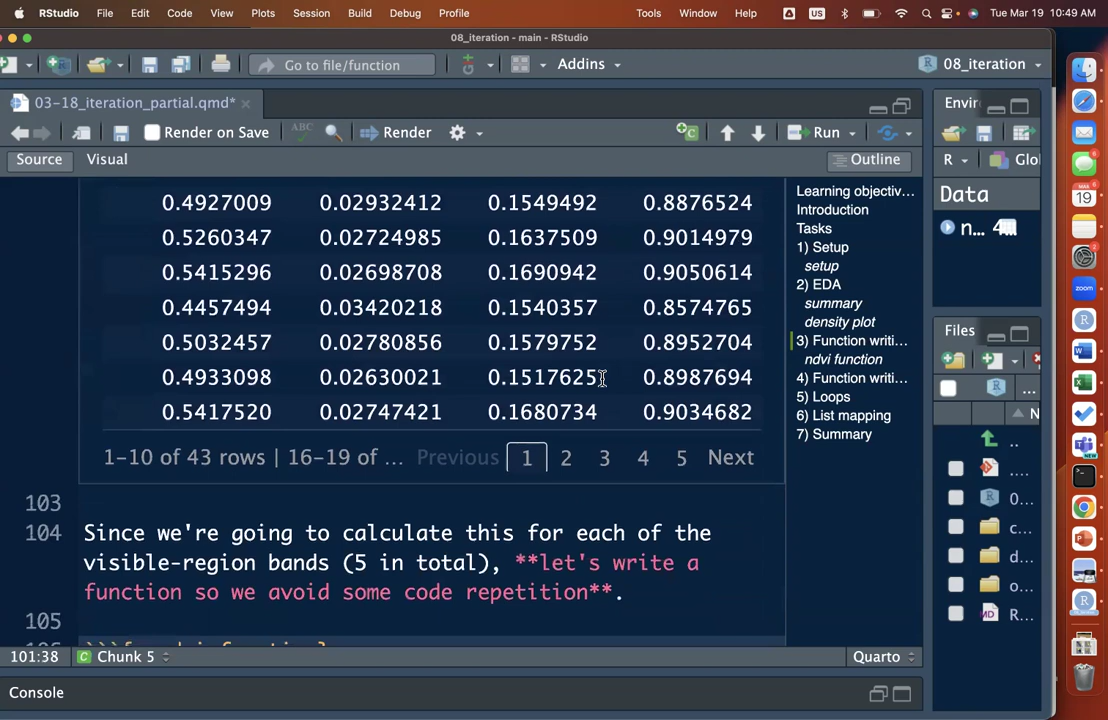 RStudio File Edit Code View Plots Session Build Debug Profile Tools Window Help US Tue Mar 19 10:49 AM
08_iteration - main - RStudio
Go to file/function Addins 08_iteration
03-18_iteration_partial.qmd* Envir
Render on Save ABC Render Run
Source Visual Outline R Glo
0.4927009 0.02932412 0.1549492 0.8876524
0.5260347 0.02724985 0.1637509 0.9014979
0.5415296 0.02698708 0.1690942 0.9050614
0.4457494 0.03420218 0.1540357 0.8574765
0.5032457 0.02780856 0.1579752 0.8952704
0.4933098 0.02630021 0.1517625 0.8987694
0.5417520 0.02747421 0.1680734 0.9034682
1-10 of 43 rows | 16-19 of ... Previous 1 2 3 4 5 Next
103
104 Since we're going to calculate this for each of the
visible-region bands (5 in total), **let's write a
function so we avoid some code repetition**.
105
101:38 Chunk 5 Quarto
Console
Learning objectiv...
Introduction
Tasks
1) Setup
setup
2) EDA
summary
density plot
3) Function writi...
ndvi function
4) Function writi...
5) Loops
6) List mapping
7) Summary
Data
n... 4
Files
...
N
..
....
0...
c...
d...
o...
R...
19
zoom